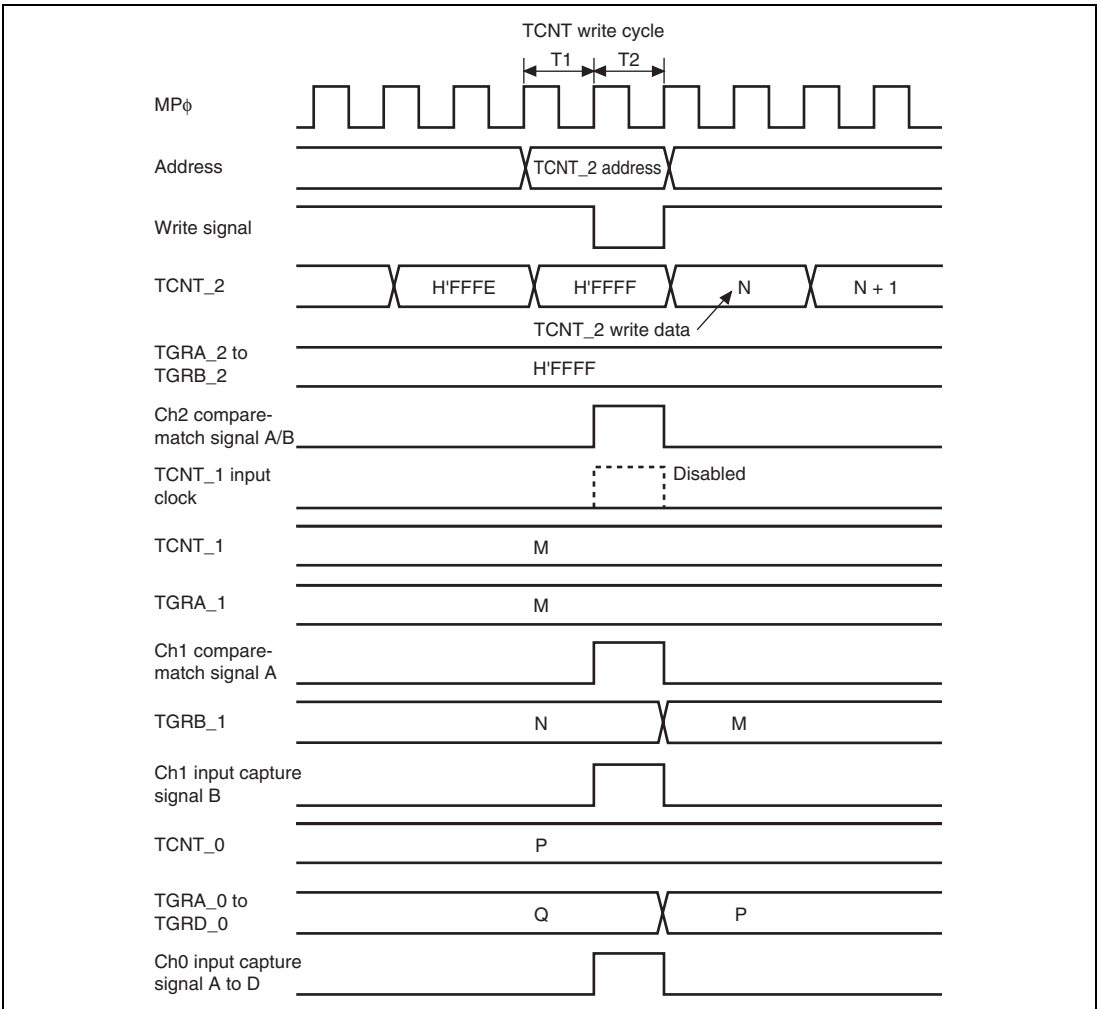 TCNT write cycle
T1 T2
MPϕ
Address
TCNT_2 address
Write signal
TCNT_2
H'FFFE H'FFFF N N + 1
TCNT_2 write data
TGRA_2 to
TGRB_2
H'FFFF
Ch2 compare-
match signal A/B
TCNT_1 input
clock
Disabled
TCNT_1
M
TGRA_1
M
Ch1 compare-
match signal A
TGRB_1
N M
Ch1 input capture
signal B
TCNT_0
P
TGRA_0 to
TGRD_0
Q P
Ch0 input capture
signal A to D